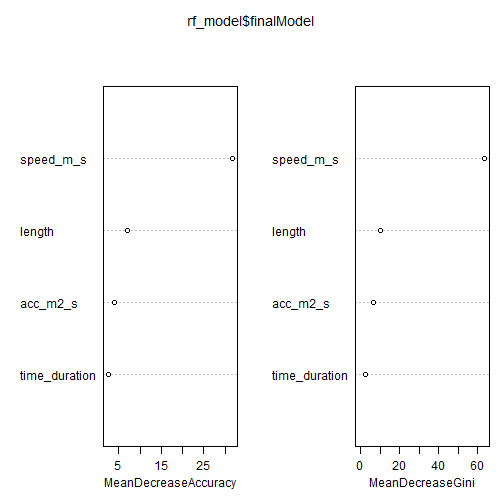 rf_model$finalModel
speed_m_s
length
acc_m2_s
time_duration
5 15 25
MeanDecreaseAccuracy
speed_m_s
length
acc_m2_s
time_duration
0 20 40 60
MeanDecreaseGini